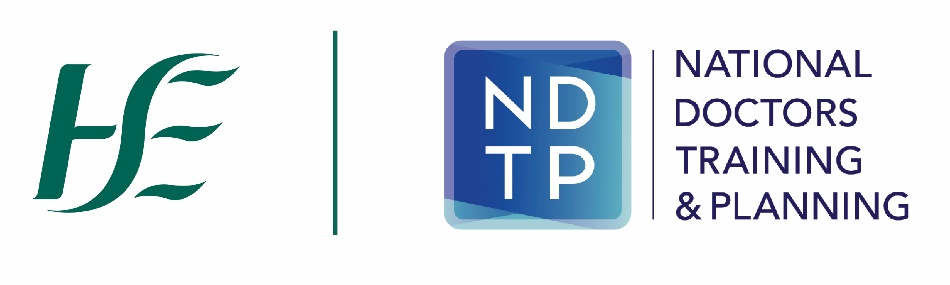 HSE
ND
TP
NATIONAL
DOCTORS
TRAINING
& PLANNING